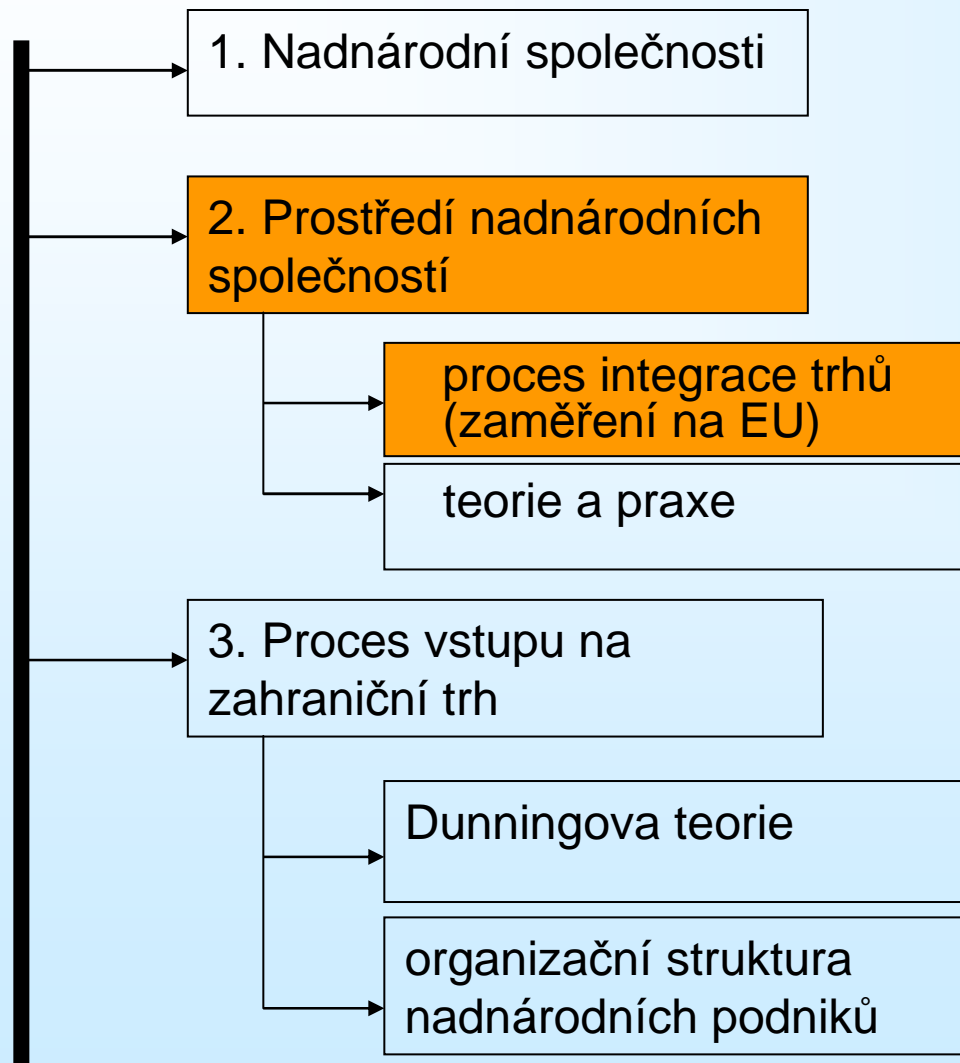 1. Nadnárodní společnosti
2. Prostředí nadnárodních
společností
proces integrace trhů
(zaměření na EU)
teorie a praxe
3. Proces vstupu na
zahraniční trh
Dunningova teorie
organizační struktura
nadnárodních podniků